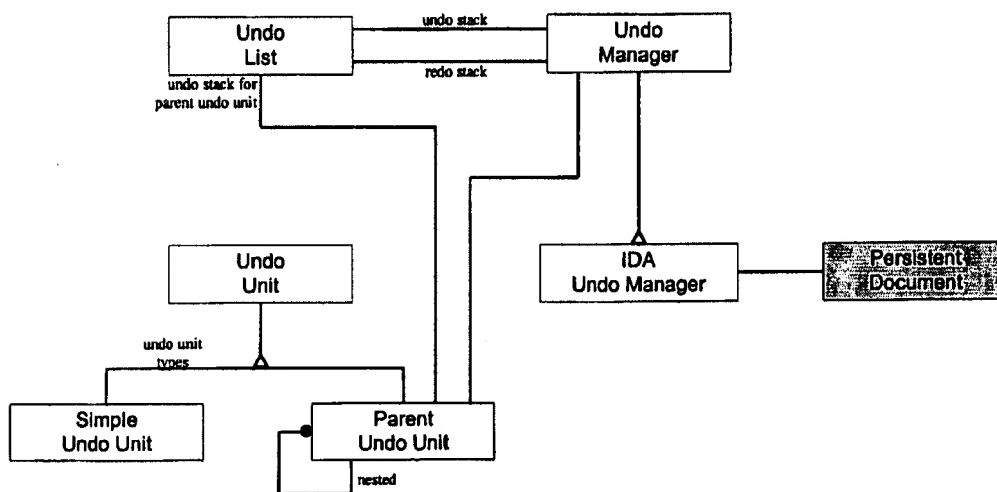 Undo
List
undo stack
redo stack
Undo
Manager
undo stack for
parent undo unit
Undo
Unit
IDA
Undo Manager
Persistent
Document
undo unit
types
Simple
Undo Unit
Parent
Undo Unit
nested